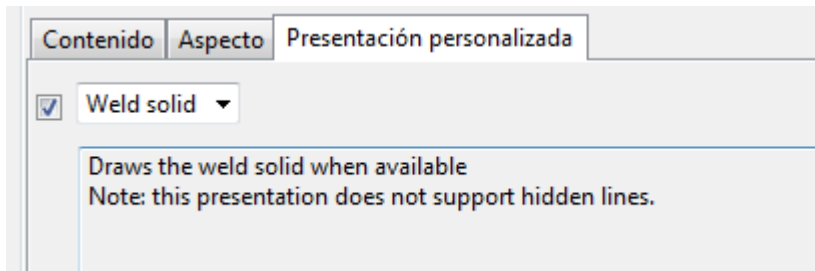 Contenido Aspecto Presentación personalizada
Weld solid
Draws the weld solid when available
Note: this presentation does not support hidden lines.